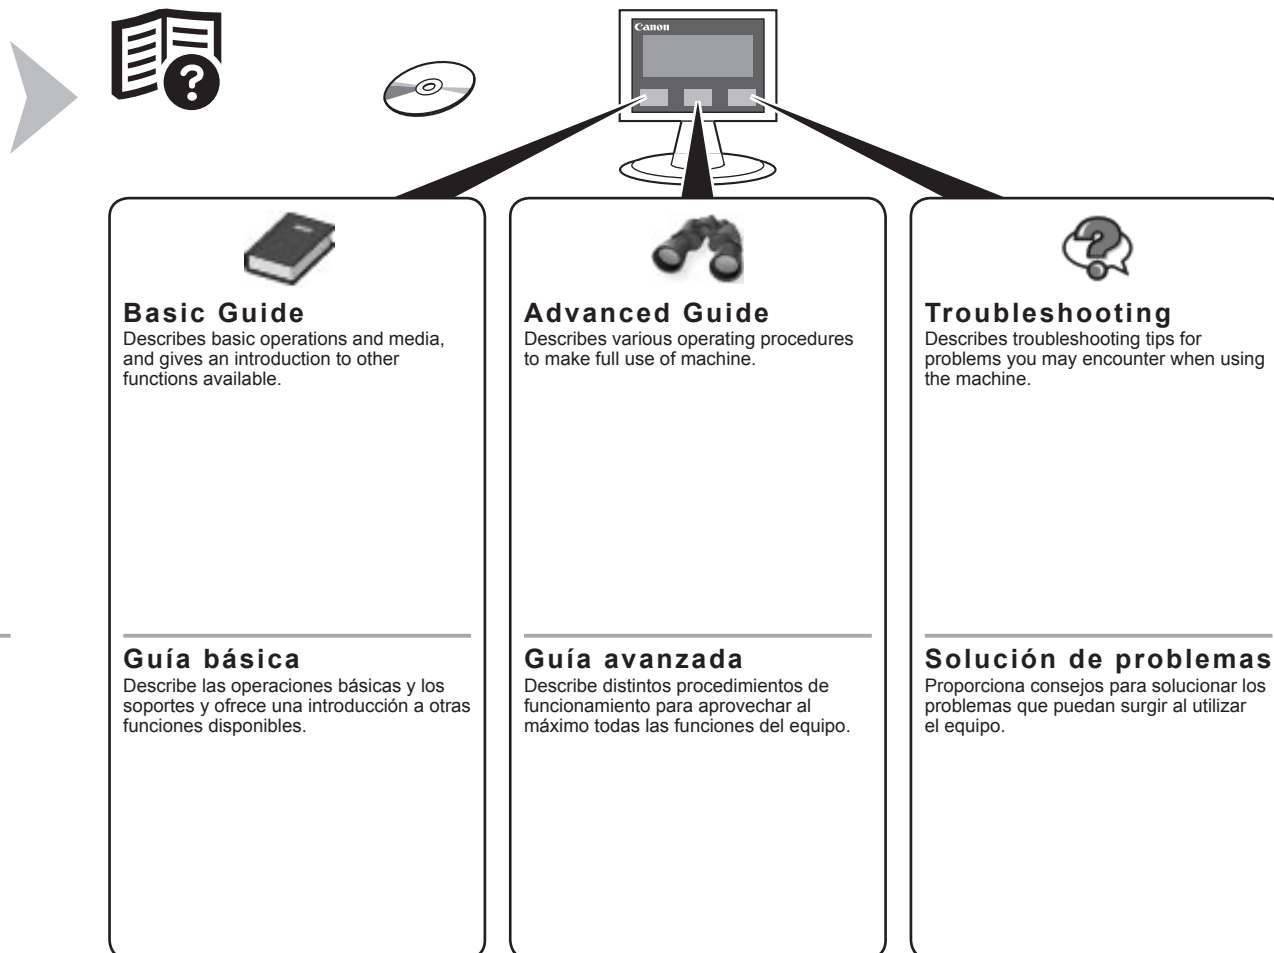 Canon
Basic Guide
Describes basic operations and media,
and gives an introduction to other
functions available.
Guía básica
Describe las operaciones básicas y los
soportes y ofrece una introducción a otras
funciones disponibles.
Advanced Guide
Describes various operating procedures
to make full use of machine.
Guía avanzada
Describe distintos procedimientos de
funcionamiento para aprovechar al
máximo todas las funciones del equipo.
Troubleshooting
Describes troubleshooting tips for
problems you may encounter when using
the machine.
Solución de problemas
Proporciona consejos para solucionar los
problemas que puedan surgir al utilizar
el equipo.